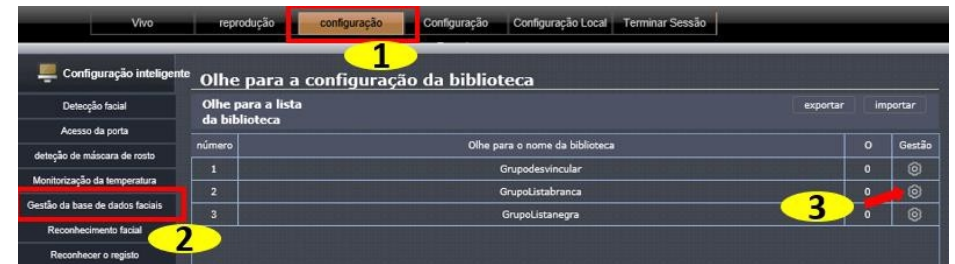 Vivo reprodução configuração Configuração Configuração Local Terminar Sessão
1
Configuração inteligente
Olhe para a configuração da biblioteca
Detecção facial
Acesso da porta
deteção de máscara de rosto
Monitorização da temperatura
Gestão da base de dados faciais
Reconhecimento facial
Reconhecer o registo
2
Olhe para a lista
da biblioteca
exportar importar
número Olhe para o nome da biblioteca O Gestão
1 Grupodesvincular 0
2 GrupoListabranca 0
3 GrupoListanegra 0
3